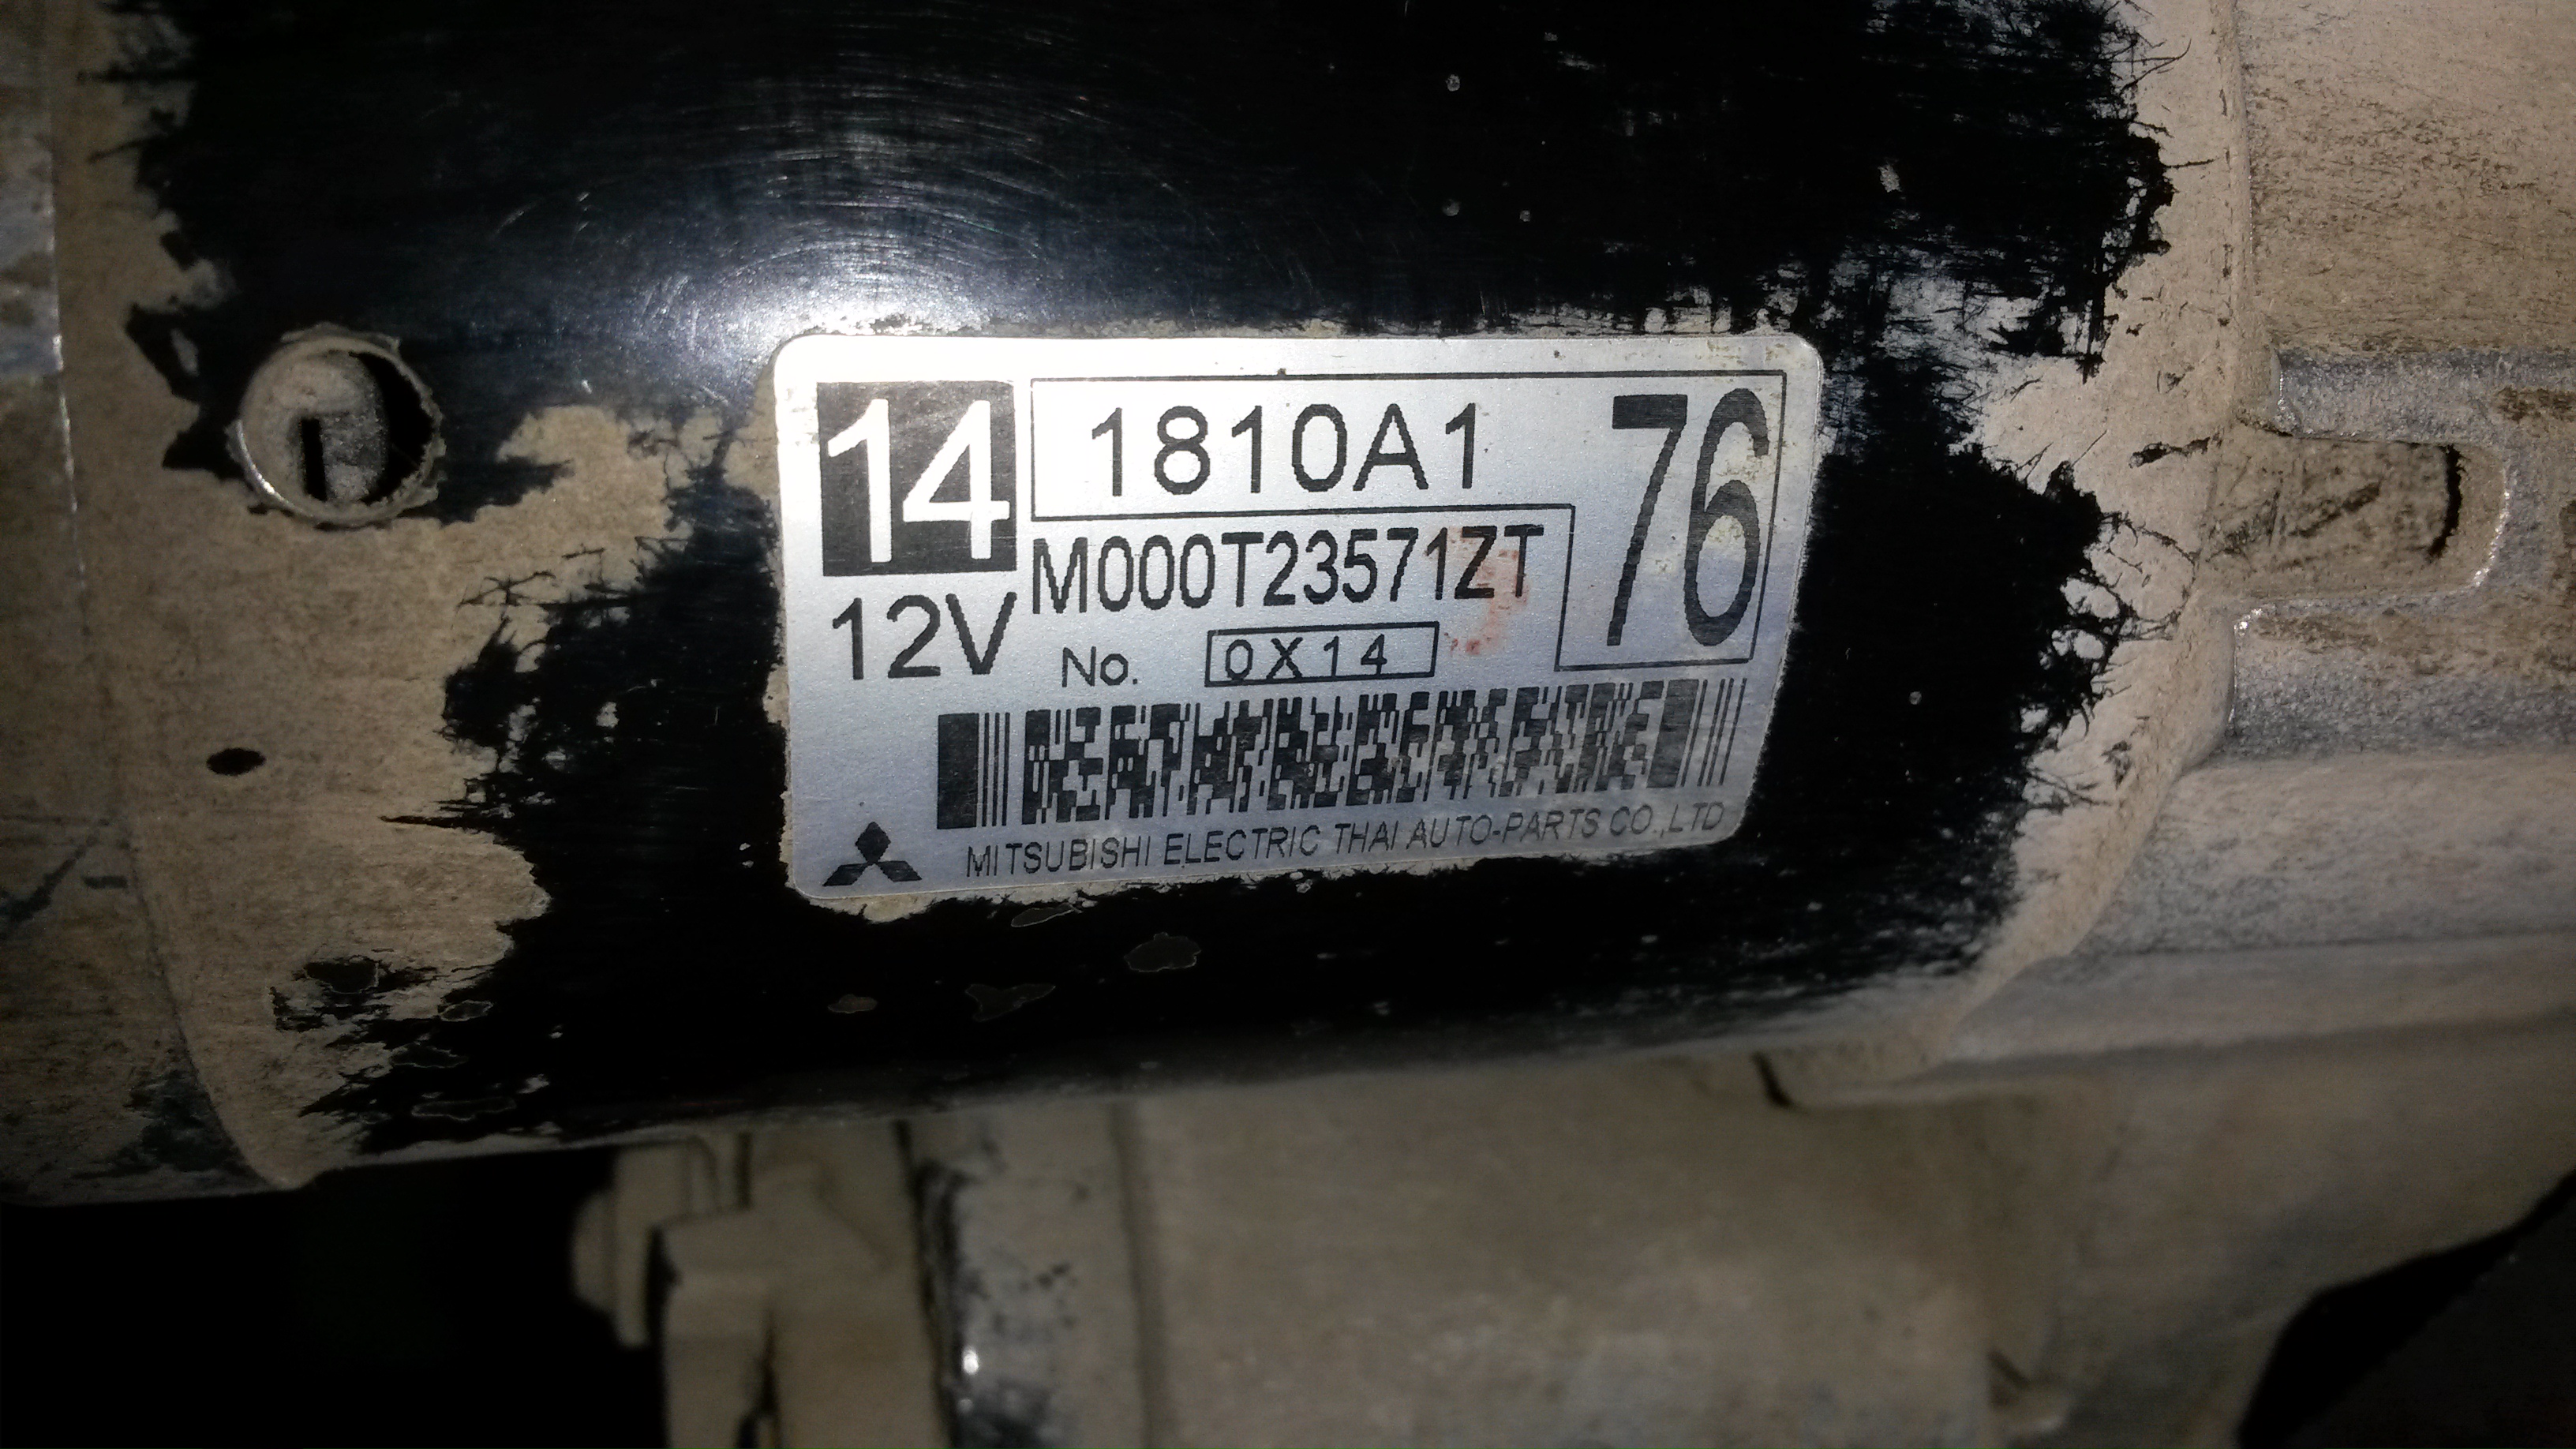 14 1810A1 76
12V M000T23571ZT
No. 0X14
MITSUBISHI ELECTRIC THAI AUTO-PARTS CO.,LTD